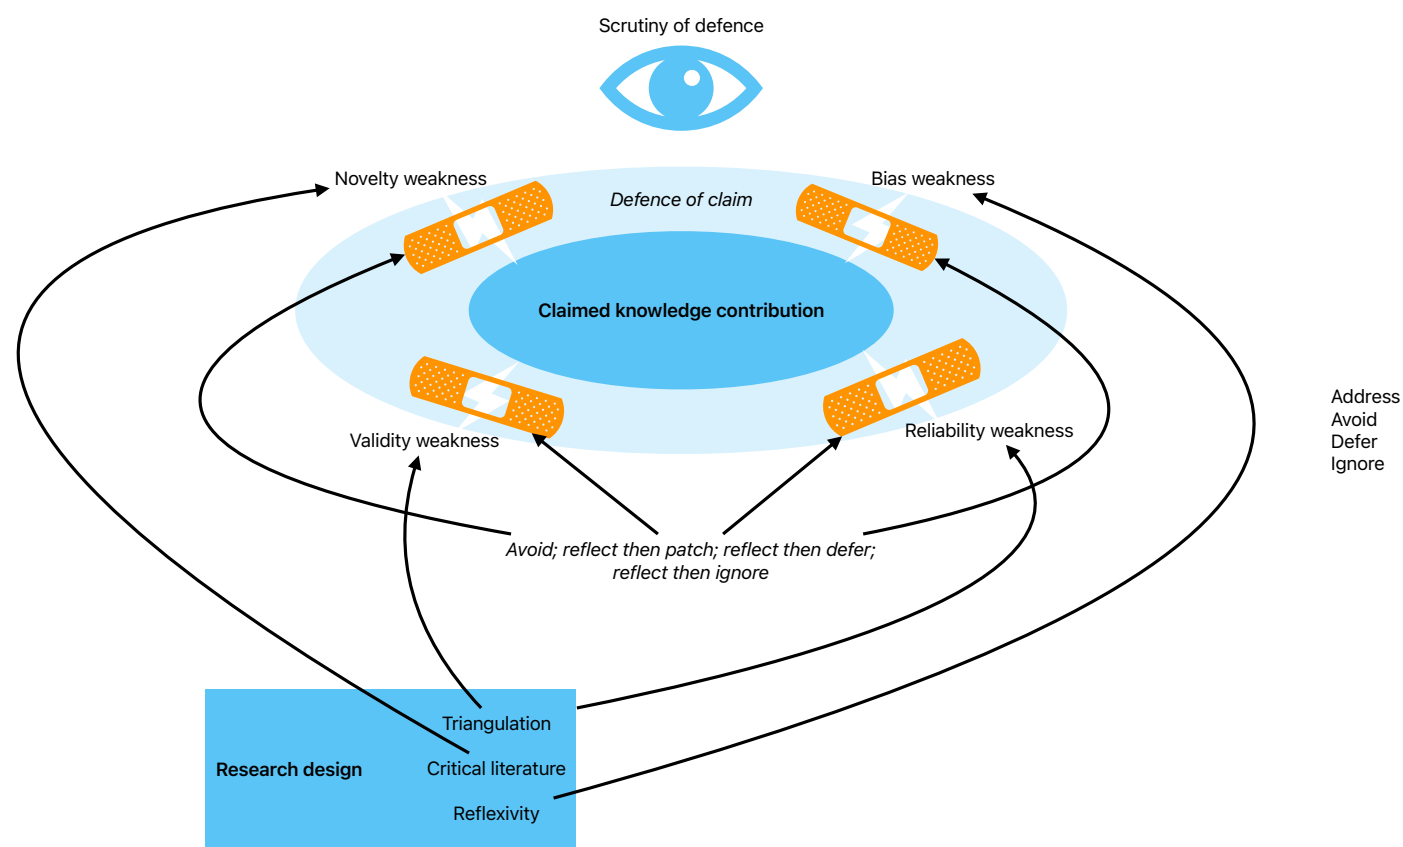 Scrutiny of defence
Novelty weakness
Bias weakness
Defence of claim
Claimed knowledge contribution
Validity weakness
Reliability weakness
Address
Avoid
Defer
Ignore
Avoid; reflect then patch; reflect then defer;
reflect then ignore
Triangulation
Research design
Critical literature
Reflexivity